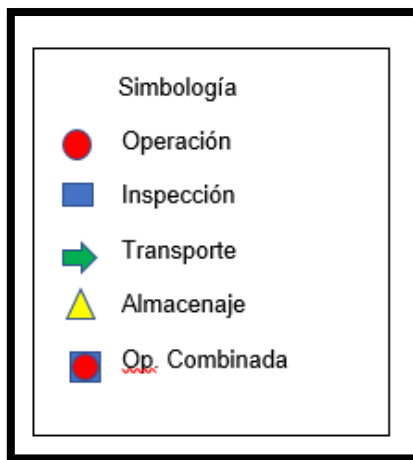 Simbología
Operación
Inspección
Transporte
Almacenaje
Op. Combinada